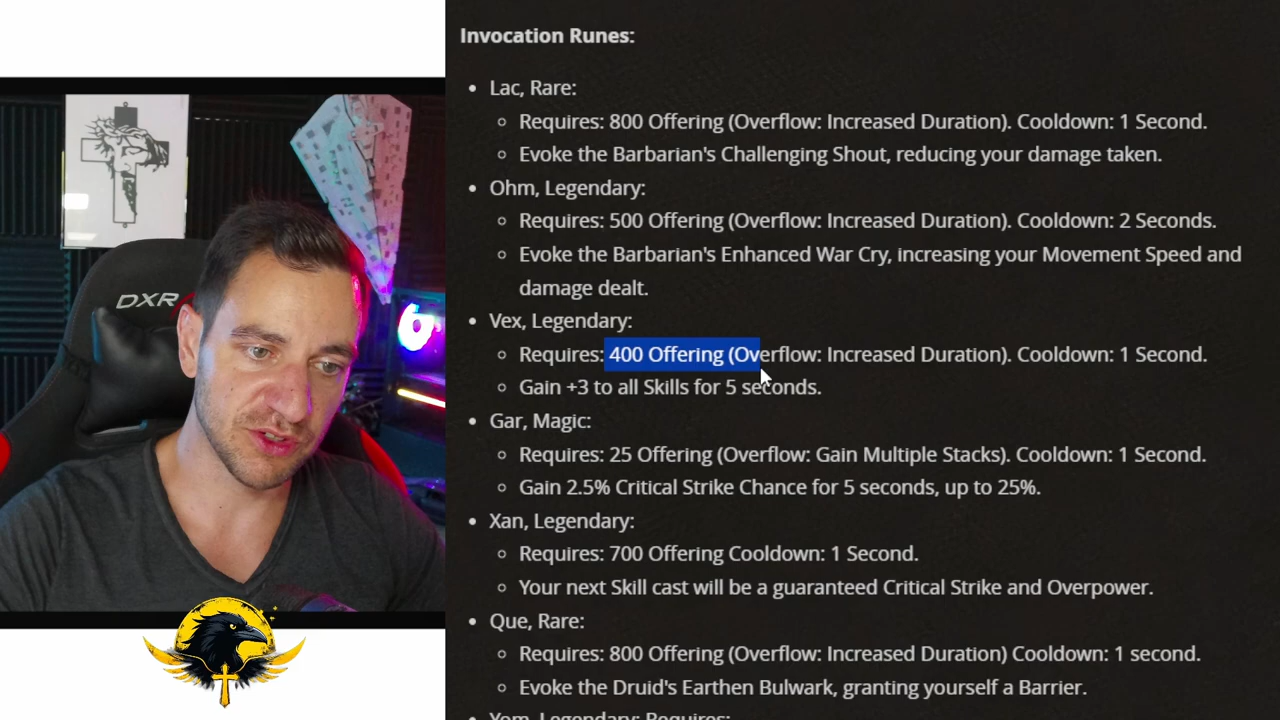 Invocation Runes:
Lac, Rare:
Requires: 800 Offering (Overflow: Increased Duration). Cooldown: 1 Second.
Evoke the Barbarian's Challenging Shout, reducing your damage taken.
Ohm, Legendary:
Requires: 500 Offering (Overflow: Increased Duration). Cooldown: 2 Seconds.
Evoke the Barbarian's Enhanced War Cry, increasing your Movement Speed and
damage dealt.
Vex, Legendary:
Requires: 400 Offering (Overflow: Increased Duration). Cooldown: 1 Second.
Gain +3 to all Skills for 5 seconds.
Gar, Magic:
Requires: 25 Offering (Overflow: Gain Multiple Stacks). Cooldown: 1 Second.
Gain 2.5% Critical Strike Chance for 5 seconds, up to 25%.
Xan, Legendary:
Requires: 700 Offering Cooldown: 1 Second.
Your next Skill cast will be a guaranteed Critical Strike and Overpower.
Que, Rare:
Requires: 800 Offering (Overflow: Increased Duration) Cooldown: 1 second.
Evoke the Druid's Earthen Bulwark, granting yourself a Barrier.
Yom, Legendary: Requires:
DXR